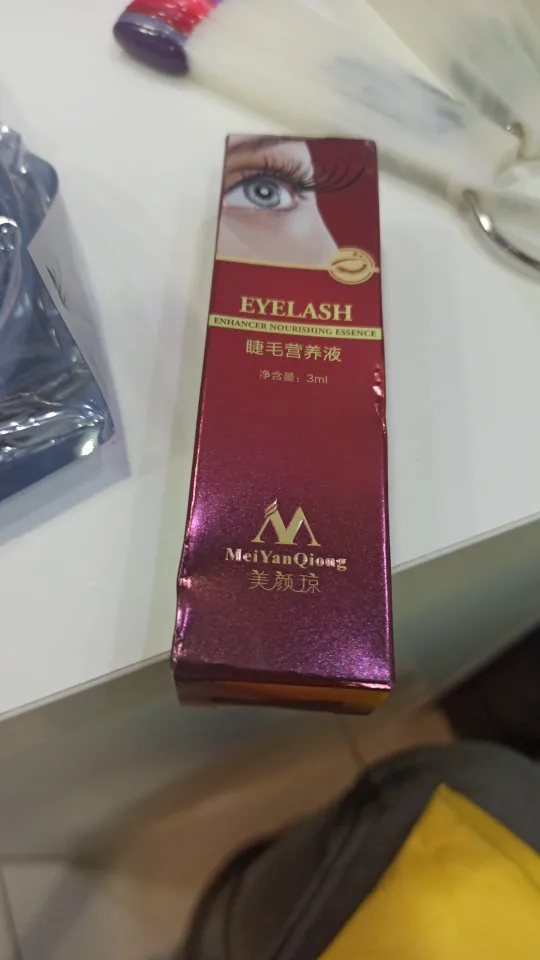 EYELASH
ENHANCER NOURISHING ESSENCE
睫毛营养液
净含量：3ml
MeiYanQiong
美颜琼